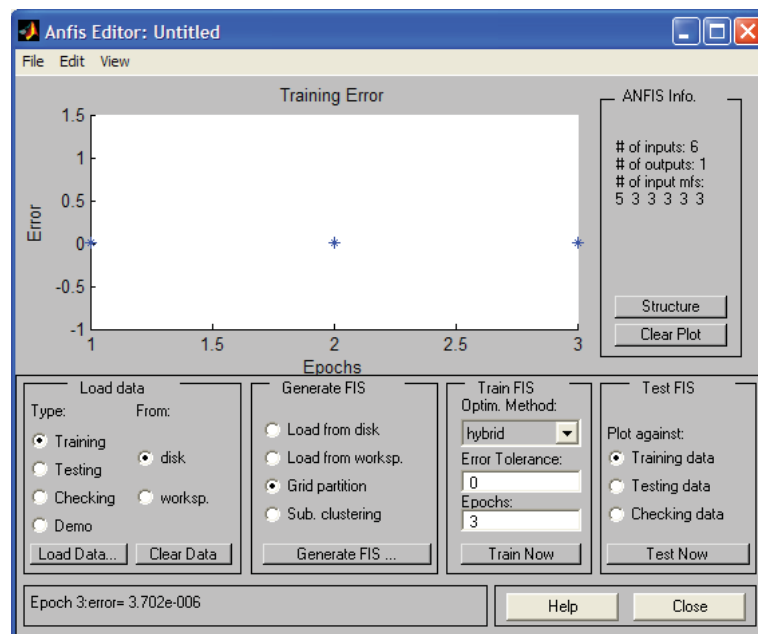 Anfis Editor: Untitled
File Edit View
Training Error
1.5
1
0.5
0
-0.5
-1
Error
1 1.5 2 2.5 3
Epochs
ANFIS Info.
# of inputs: 6
# of outputs: 1
# of input mfs:
5 3 3 3 3 3
Structure
Clear Plot
Load data
Type: From:
Training
Testing
Checking
Demo
disk
worksp.
Load Data... Clear Data
Generate FIS
Load from disk
Load from worksp.
Grid partition
Sub. clustering
Generate FIS ...
Train FIS
Optim. Method:
hybrid
Error Tolerance:
0
Epochs:
3
Train Now
Test FIS
Plot against:
Training data
Testing data
Checking data
Test Now
Epoch 3:error= 3.702e-006
Help Close